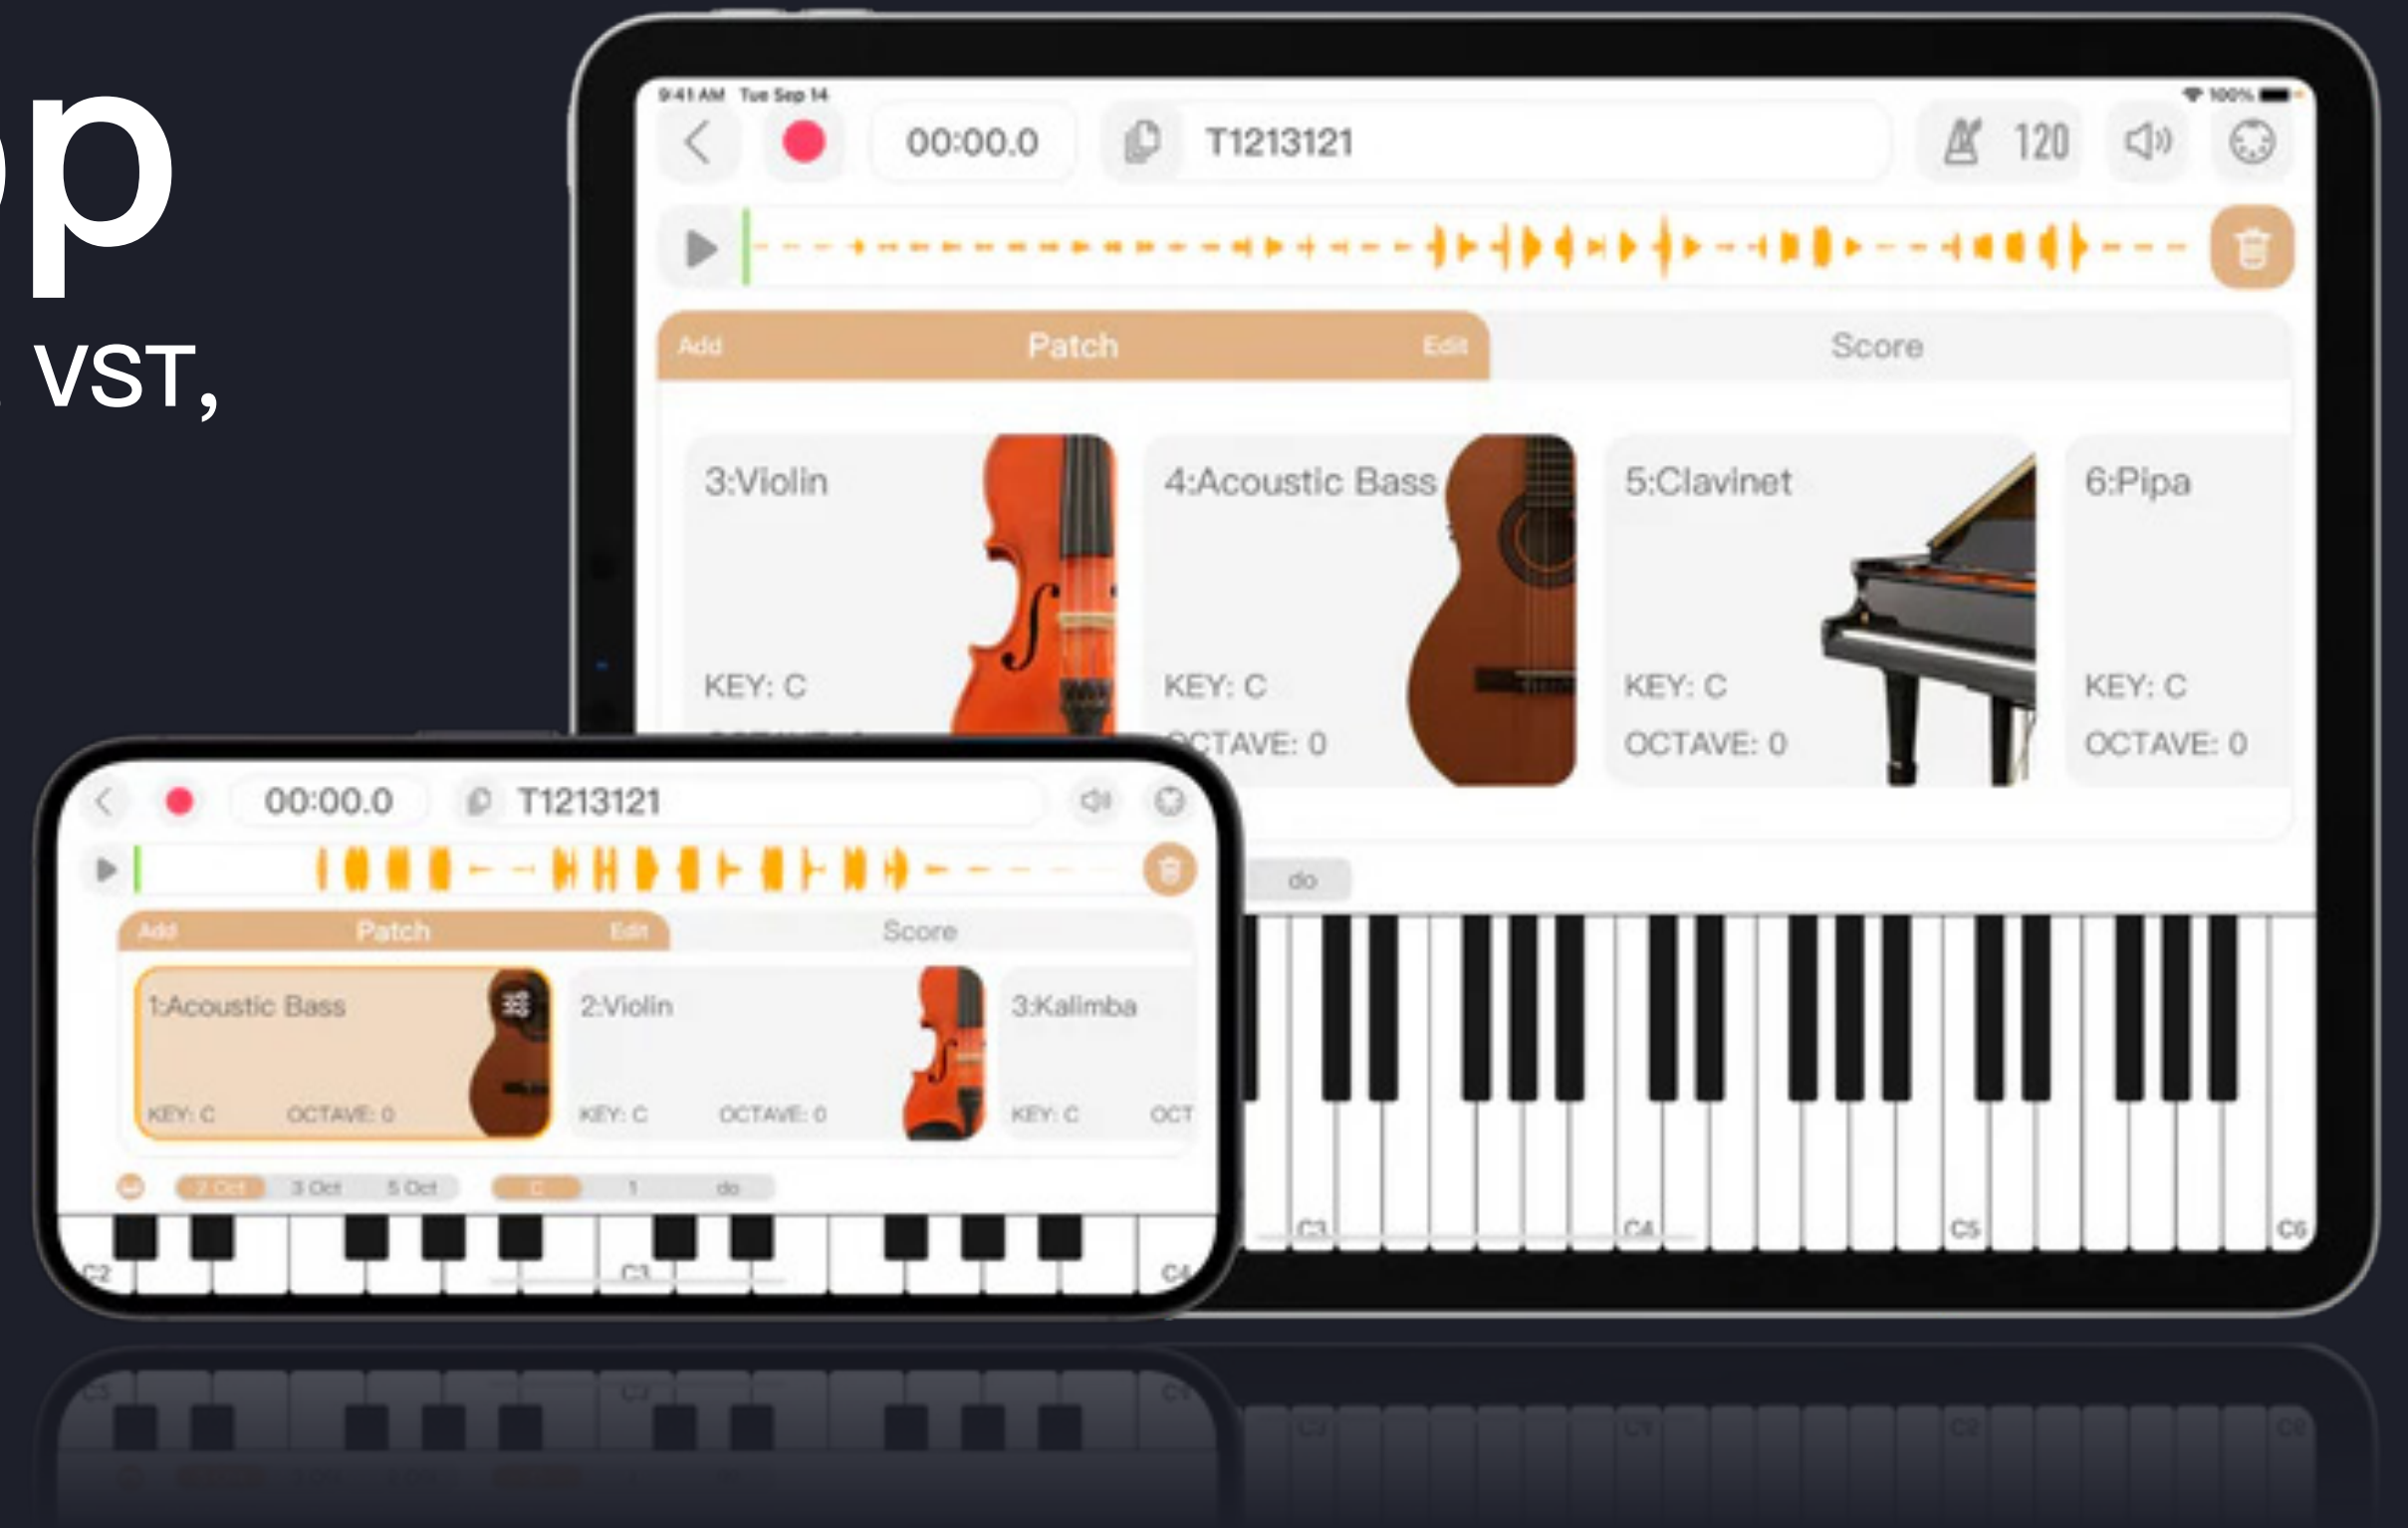 p
VST,
9:41 AM Tue Sep 14
100%
00:00.0
T1213121
120
Add
Patch
Edit
Score
3:Violin
4:Acoustic Bass
5:Clavinet
6:Pipa
KEY: C
KEY: C
KEY: C
KEY: C
OCTAVE: 0
OCTAVE: 0
OCTAVE: 0
do
C3
C4
C5
C6
00:00.0
T1213121
Add
Patch
Edit
Score
1:Acoustic Bass
2:Violin
3:Kalimba
KEY: C
OCTAVE: 0
KEY: C
OCTAVE: 0
KEY: C
OCT
2 Oct
3 Oct
5 Oct
C
1
do
C2
C3
C4